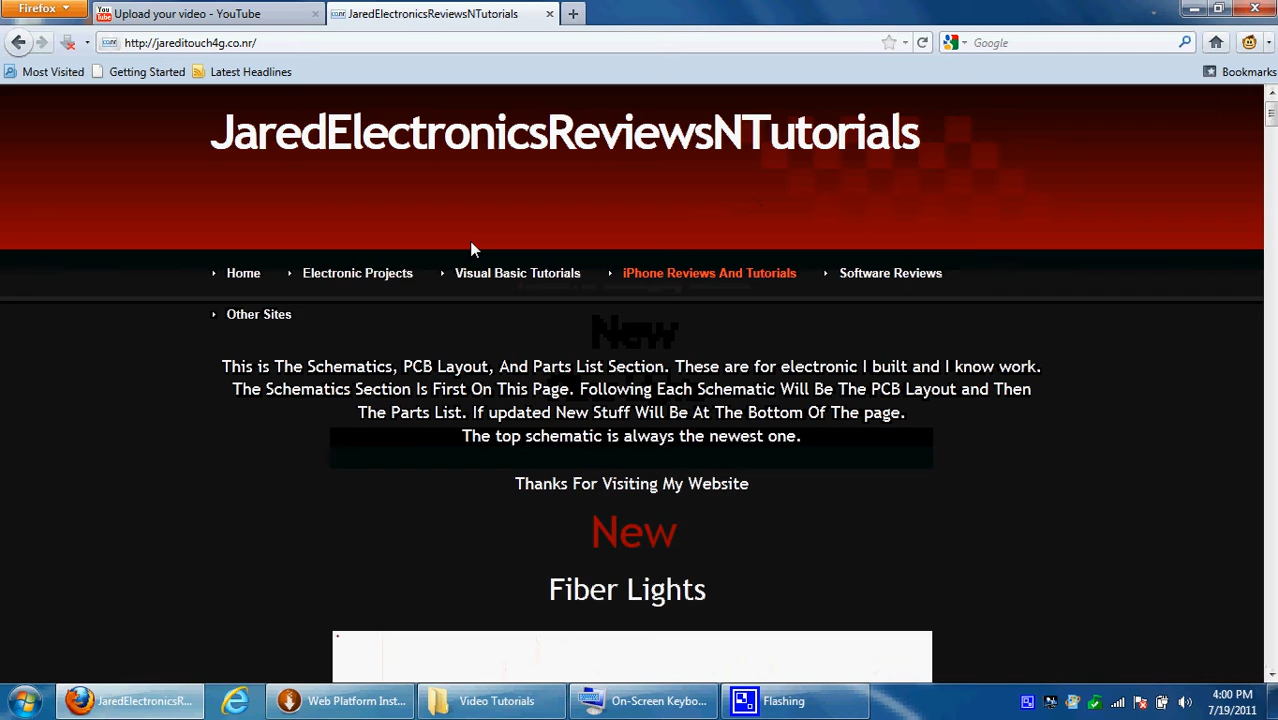 Firefox
Upload your video - YouTube
JaredElectronicsReviewsNTutorials
http://jareditouch4g.co.nr/
Google
Most Visited
Getting Started
Latest Headlines
Bookmarks
JaredElectronicsReviewsNTutorials
Home
Electronic Projects
Visual Basic Tutorials
iPhone Reviews And Tutorials
Software Reviews
Other Sites
New
This is The Schematics, PCB Layout, And Parts List Section. These are for electronic I built and I know work.
The Schematics Section Is First On This Page. Following Each Schematic Will Be The PCB Layout and Then
The Parts List. If updated New Stuff Will Be At The Bottom Of The page.
The top schematic is always the newest one.
Thanks For Visiting My Website
New
Fiber Lights
JaredElectronicsR...
Web Platform Inst...
Video Tutorials
On-Screen Keybo...
Flashing
4:00 PM
7/19/2011